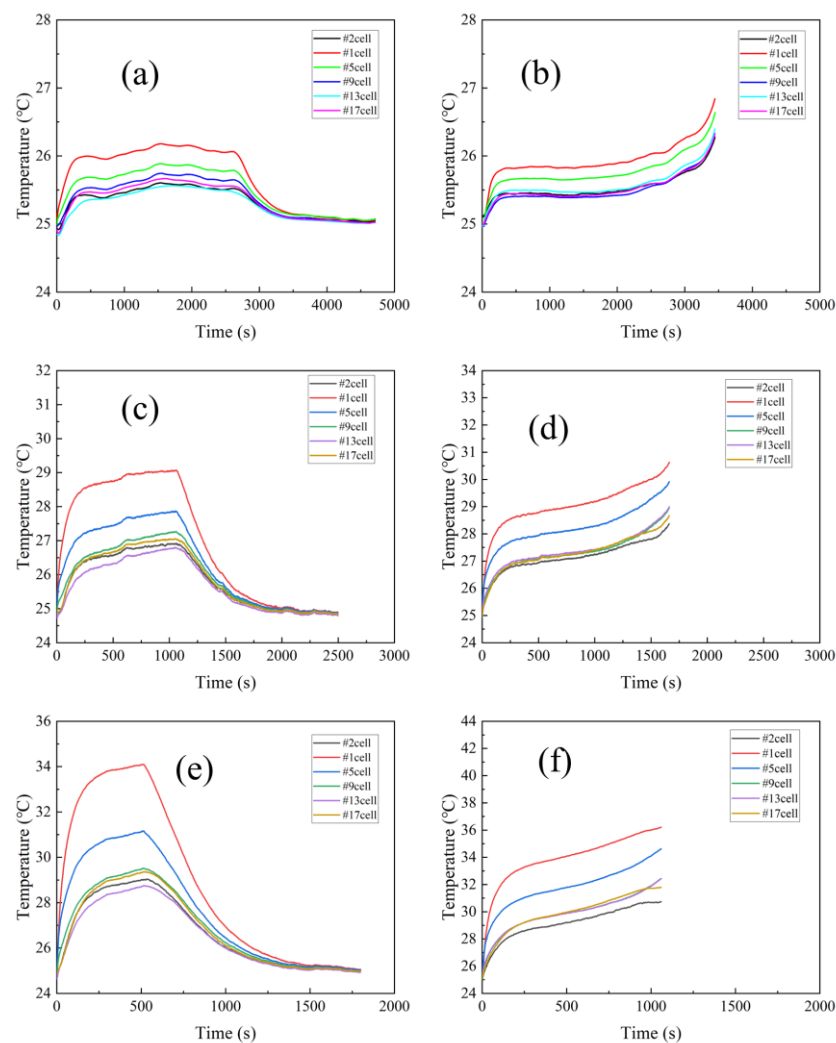 (a)
#2cell
#1cell
#5cell
#9cell
#13cell
#17cell
28
27
26
25
24
Temperature (℃)
0 1000 2000 3000 4000 5000
Time (s)
(b)
#2cell
#1cell
#5cell
#9cell
#13cell
#17cell
28
27
26
25
24
Temperature (℃)
0 1000 2000 3000 4000 5000
Time (s)
(c)
#2cell
#1cell
#5cell
#9cell
#13cell
#17cell
32
31
30
29
28
27
26
25
24
Temperature (℃)
0 500 1000 1500 2000 2500 3000
Time (s)
(d)
#2cell
#1cell
#5cell
#9cell
#13cell
#17cell
34
33
32
31
30
29
28
27
26
25
24
Temperature (℃)
0 500 1000 1500 2000 2500 3000
Time (s)
(e)
#2cell
#1cell
#5cell
#9cell
#13cell
#17cell
36
34
32
30
28
26
24
Temperature (℃)
0 500 1000 1500 2000
Time (s)
(f)
#2cell
#1cell
#5cell
#9cell
#13cell
#17cell
44
42
40
38
36
34
32
30
28
26
24
Temperature (℃)
0 500 1000 1500 2000
Time (s)